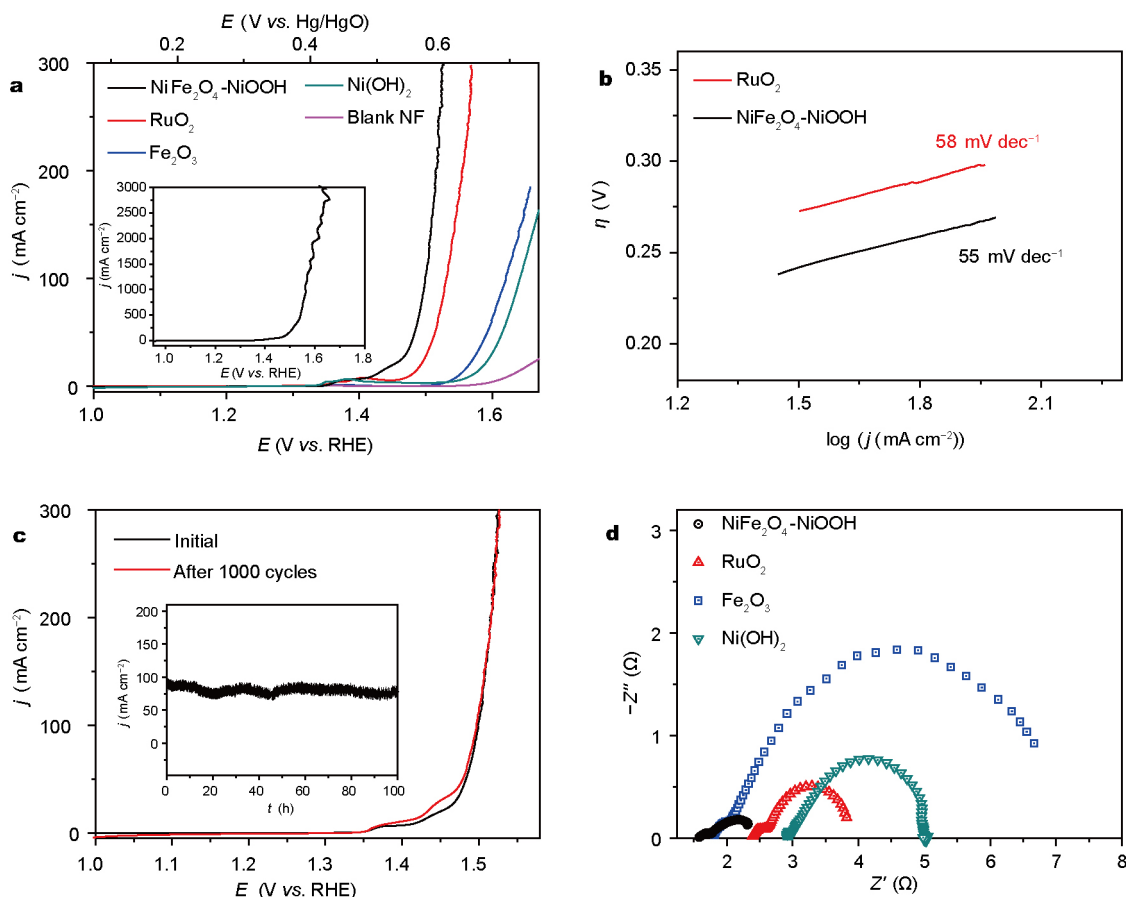 E (V vs. Hg/HgO)
0.2 0.4 0.6
a
300
200
100
0
j (mA cm⁻²)
NiFe₂O₄-NiOOH
RuO₂
Fe₂O₃
Ni(OH)₂
Blank NF
3000
2750
2500
2000
1500
1000
500
0
j (mA cm⁻²)
1.0 1.2 1.4 1.6 1.8
E (V vs. RHE)
1.0 1.2 1.4 1.6
E (V vs. RHE)
b
0.35
0.30
0.25
0.20
η (V)
RuO₂
NiFe₂O₄-NiOOH
58 mV dec⁻¹
55 mV dec⁻¹
1.2 1.5 1.8 2.1
log (j (mA cm⁻²))
c
300
200
100
0
j (mA cm⁻²)
Initial
After 1000 cycles
200
175
150
125
100
75
50
0
j (mA cm⁻²)
0 20 40 60 80 100
t (h)
1.0 1.1 1.2 1.3 1.4 1.5
E (V vs. RHE)
d
3
2
1
0
−Z″ (Ω)
NiFe₂O₄-NiOOH
RuO₂
Fe₂O₃
Ni(OH)₂
2 3 4 5 6 7 8
Z′ (Ω)